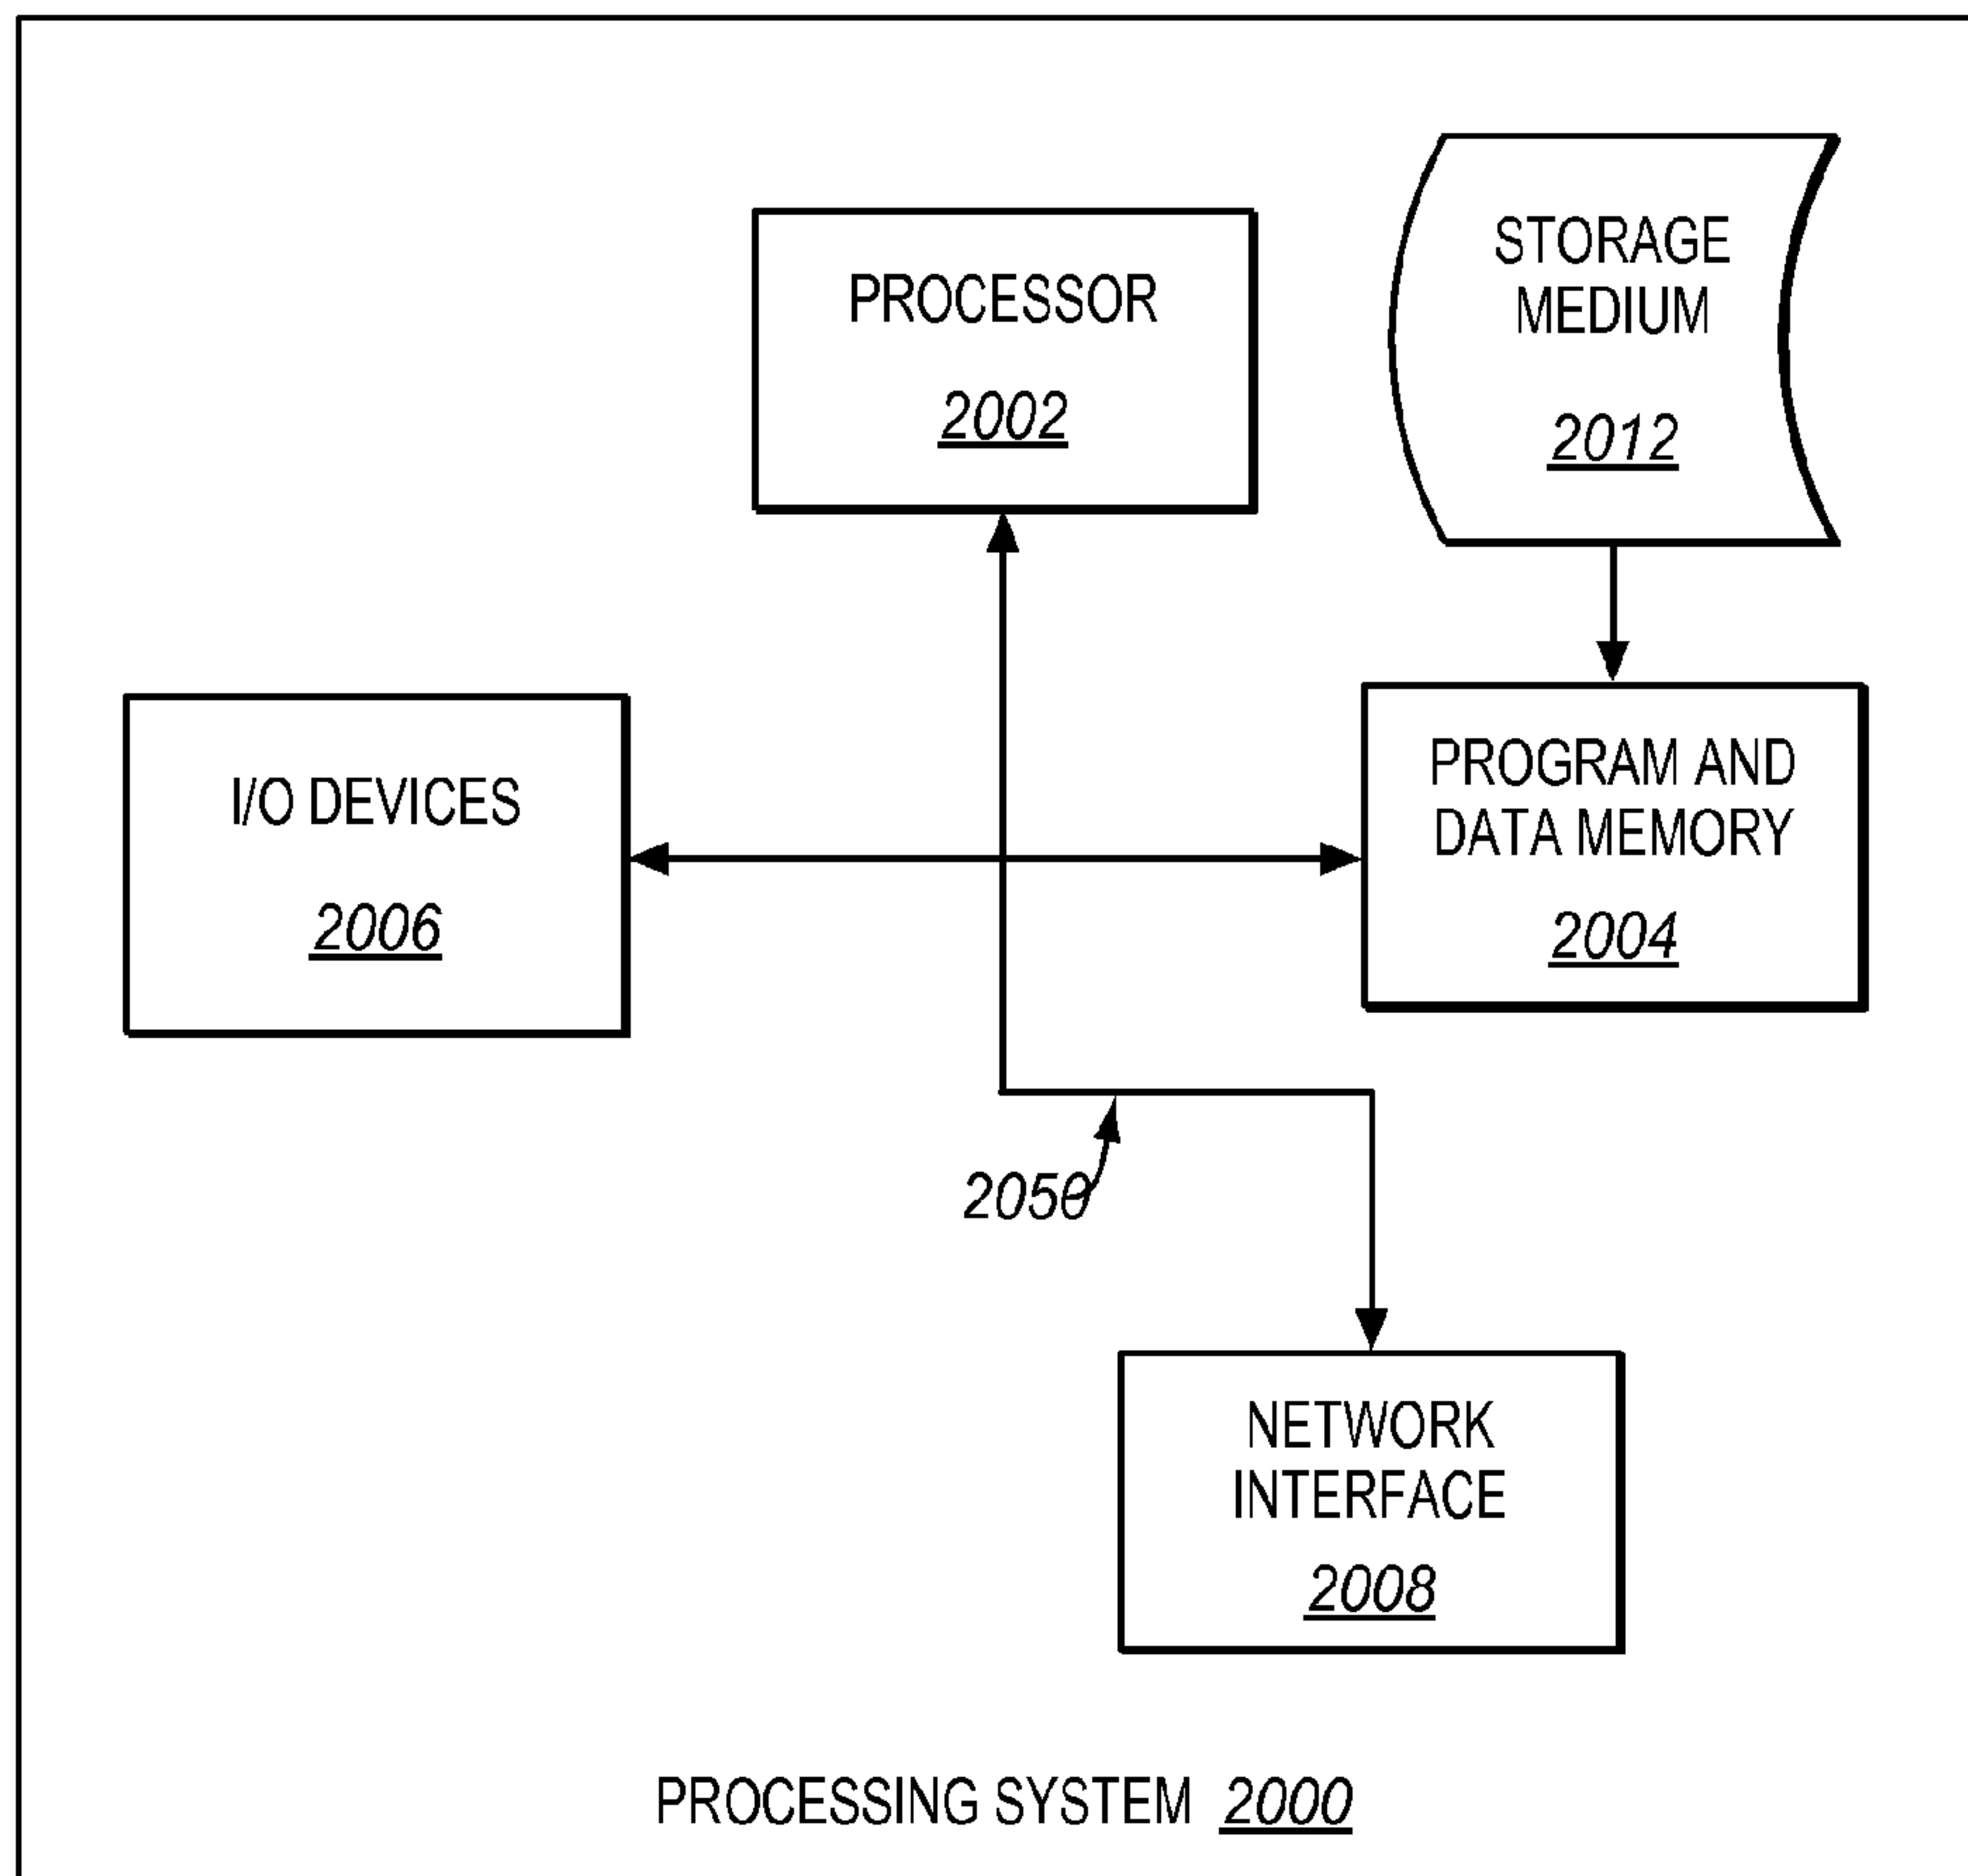 PROCESSOR
2002
STORAGE
MEDIUM
2012
I/O DEVICES
2006
PROGRAM AND
DATA MEMORY
2004
2050
NETWORK
INTERFACE
2008
PROCESSING SYSTEM 2000